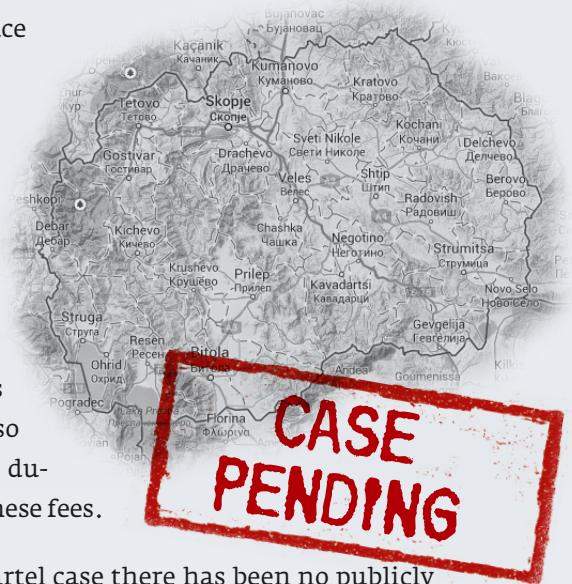 ace
Bujanovac
Бујановац
Kaçanik
Качаник
Kumanovo
Куманово
Kratovo
Кратово
Tetovo
Тетово
Skopje
Скопје
Kochani
Кочани
Delchevo
Делчево
Sveti Nikole
Свети Николе
Gostivar
Гостивар
Drachevo
Драчево
Veles
Велес
Shtip
Штип
Berovo
Берово
Radovish
Радовиш
Debar
Дебар
Kichevo
Кичево
Chashka
Чашка
Negotino
Неготино
Strumitsa
Струмица
Krushevo
Крушево
Prilep
Прилеп
Kavadartsi
Кавадарци
Novo Selo
Ново Село
Struga
Струга
Resen
Ресен
Gevgelija
Гевгелија
Ohrid
Охрид
Bitola
Битола
Goumenissa
Pogradec
Florina
Φλώρινα
CASE
PENDING
s
so
du-
hese fees.
rtel case there has been no publicly